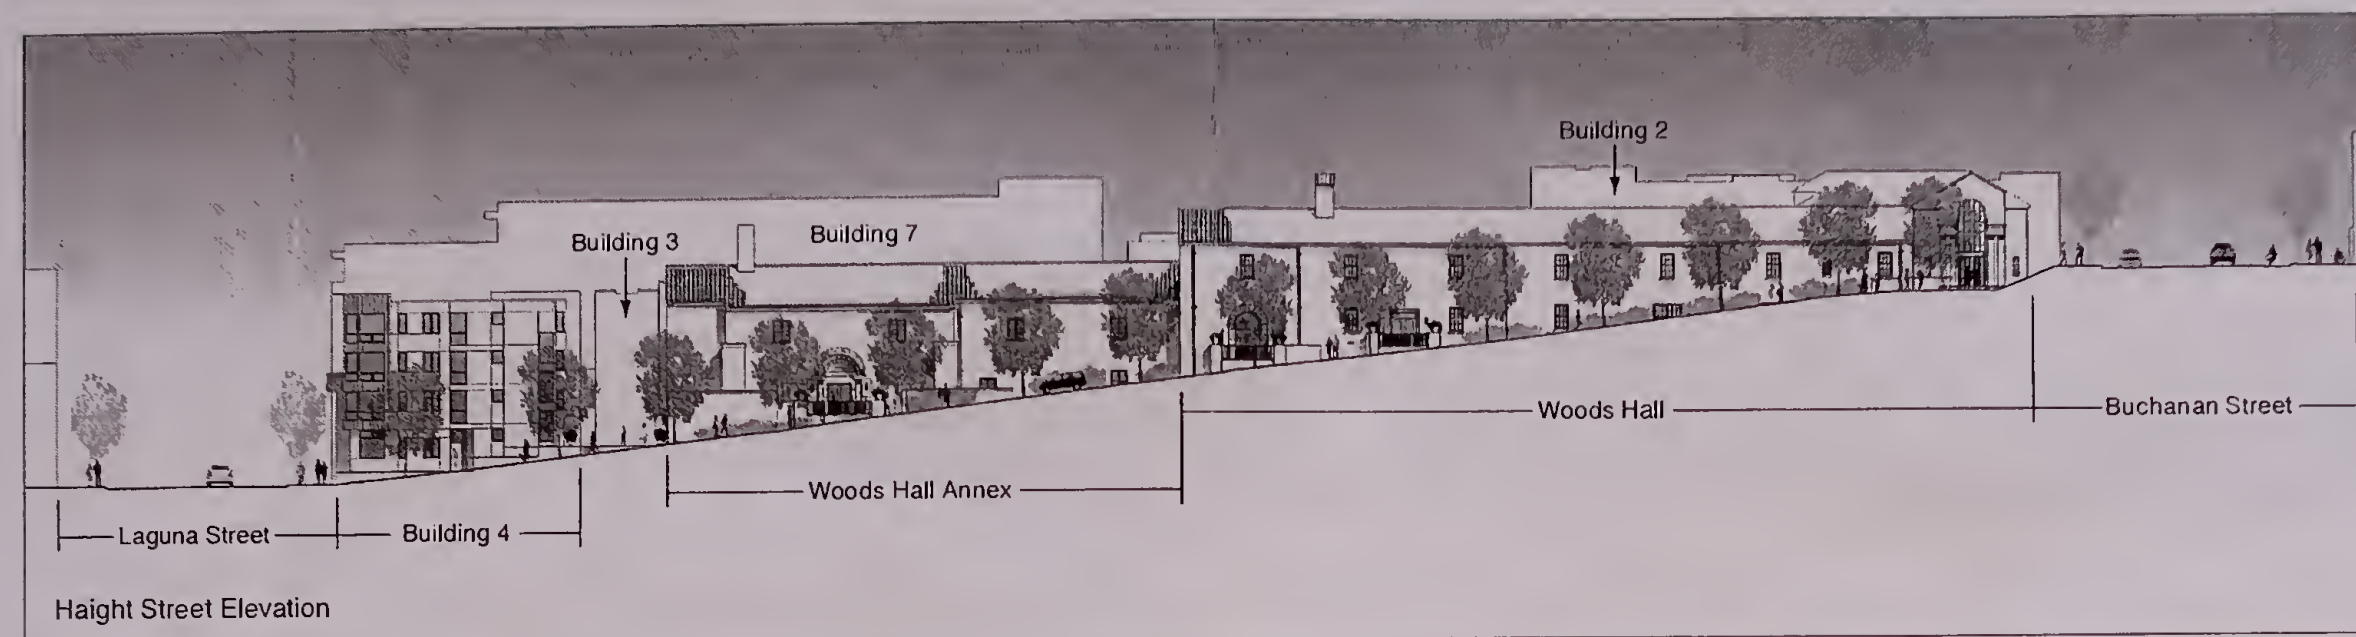 Building 2
Building 3
Building 7
Woods Hall
Buchanan Street
Woods Hall Annex
Laguna Street
Building 4
Haight Street Elevation